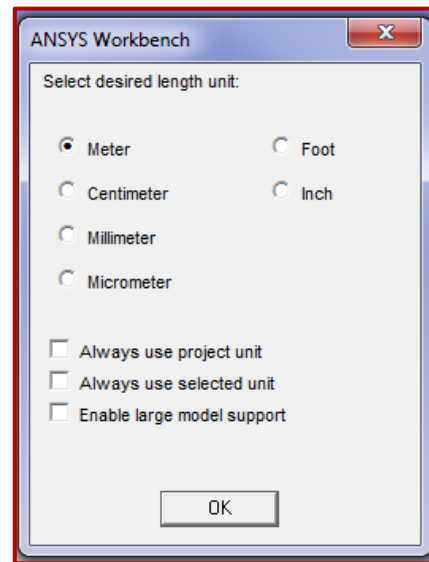 ANSYS Workbench
Select desired length unit:
Meter
Foot
Centimeter
Inch
Millimeter
Micrometer
Always use project unit
Always use selected unit
Enable large model support
OK